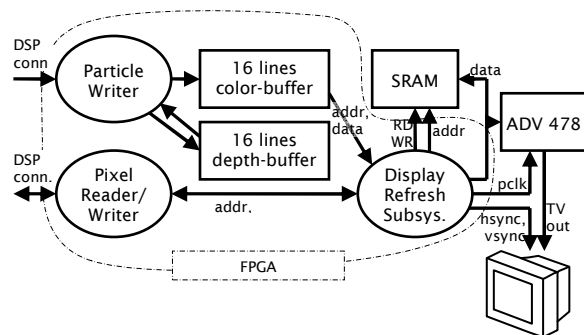 DSP
conn
Particle
Writer
16 lines
color-buffer
16 lines
depth-buffer
addr,
data
SRAM
data
RD
WR
addr
ADV 478
DSP
conn.
Pixel
Reader/
Writer
addr.
Display
Refresh
Subsys.
pclk
hsync,
vsync
TV
out
FPGA